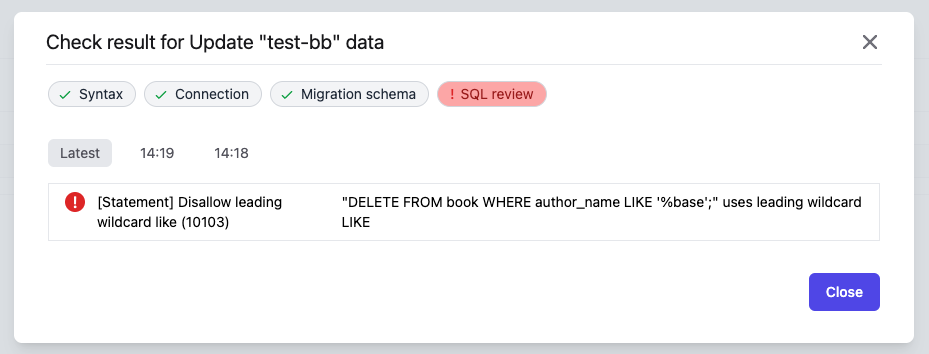 Check result for Update "test-bb" data
Syntax
Connection
Migration schema
! SQL review
Latest
14:19
14:18
[Statement] Disallow leading
wildcard like (10103)
"DELETE FROM book WHERE author_name LIKE '%base';" uses leading wildcard
LIKE
Close